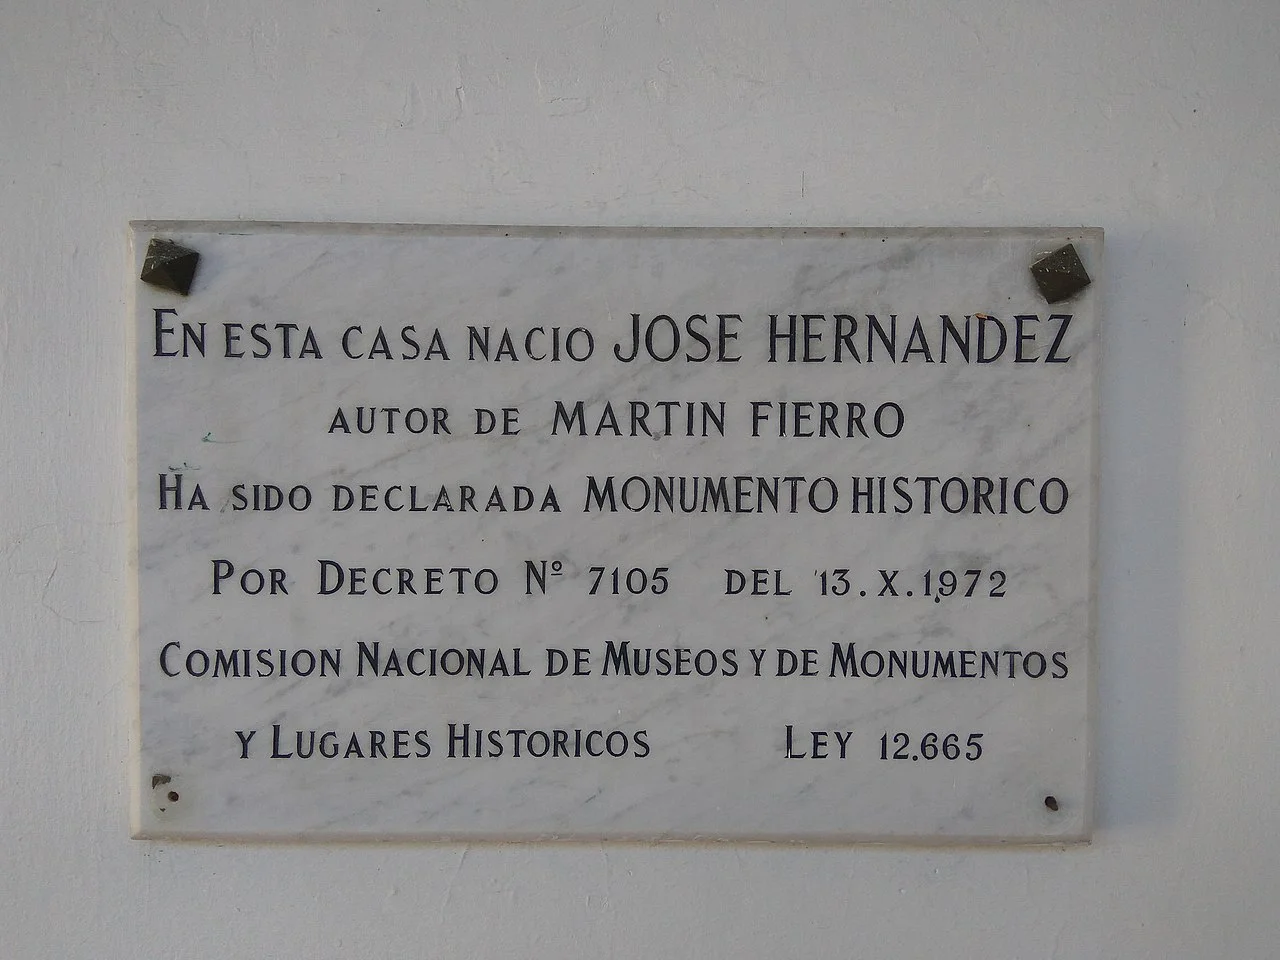 EN ESTA CASA NACIO JOSE HERNANDEZ
AUTOR DE MARTIN FIERRO
HA SIDO DECLARADA MONUMENTO HISTORICO
POR DECRETO Nº 7105 DEL 13.X.1972
COMISION NACIONAL DE MUSEOS Y DE MONUMENTOS
Y LUGARES HISTORICOS LEY 12.665